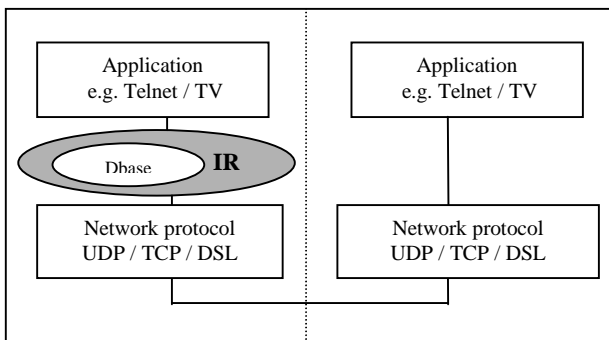 Application
e.g. Telnet / TV
Application
e.g. Telnet / TV
Dbase
IR
Network protocol
UDP / TCP / DSL
Network protocol
UDP / TCP / DSL